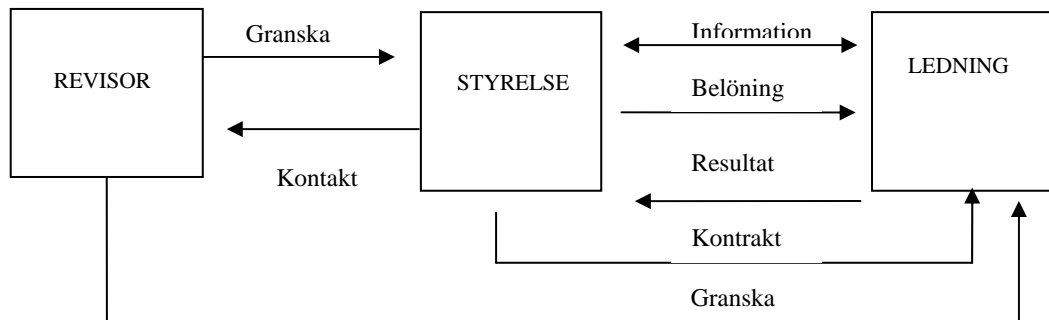 Granska
Information
REVISOR
STYRELSE
LEDNING
Belöning
Kontakt
Resultat
Kontrakt
Granska